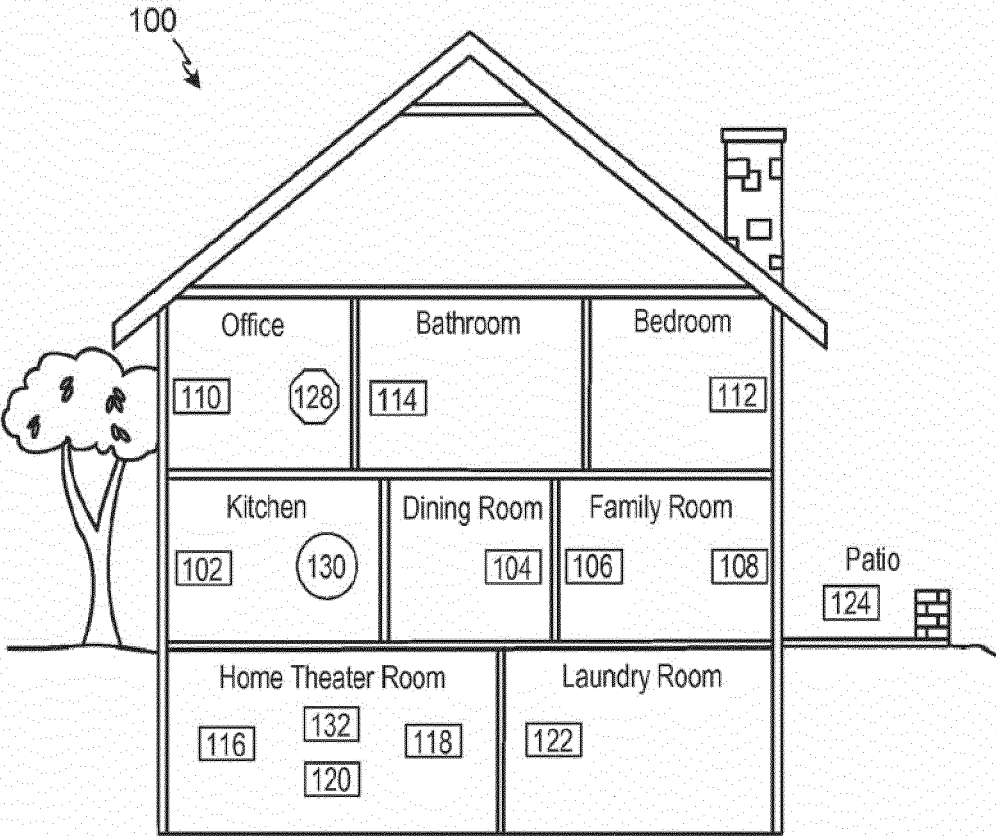 100
Office
Bathroom
Bedroom
110
128
114
112
Kitchen
Dining Room
Family Room
102
130
104
106
108
Patio
124
Home Theater Room
Laundry Room
116
132
118
120
122